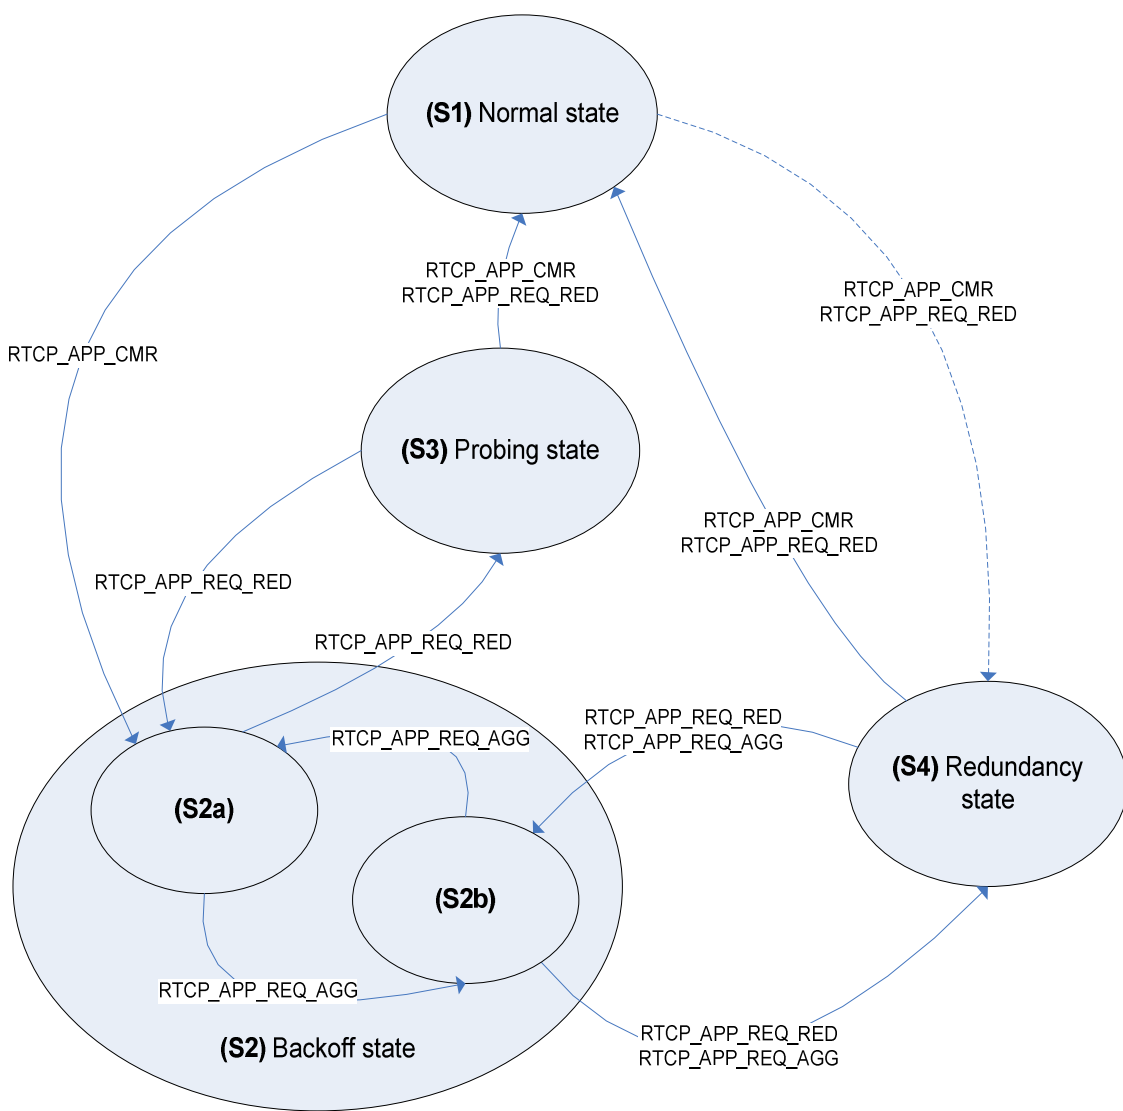 (S1) Normal state
RTCP_APP_CMR
RTCP_APP_REQ_RED
RTCP_APP_CMR
RTCP_APP_REQ_RED
RTCP_APP_CMR
(S3) Probing state
RTCP_APP_CMR
RTCP_APP_REQ_RED
RTCP_APP_REQ_RED
RTCP_APP_REQ_RED
RTCP_APP_REQ_RED
RTCP_APP_REQ_AGG
RTCP_APP_REQ_AGG
(S4) Redundancy
state
(S2a)
(S2b)
RTCP_APP_REQ_AGG
(S2) Backoff state
RTCP_APP_REQ_RED
RTCP_APP_REQ_AGG